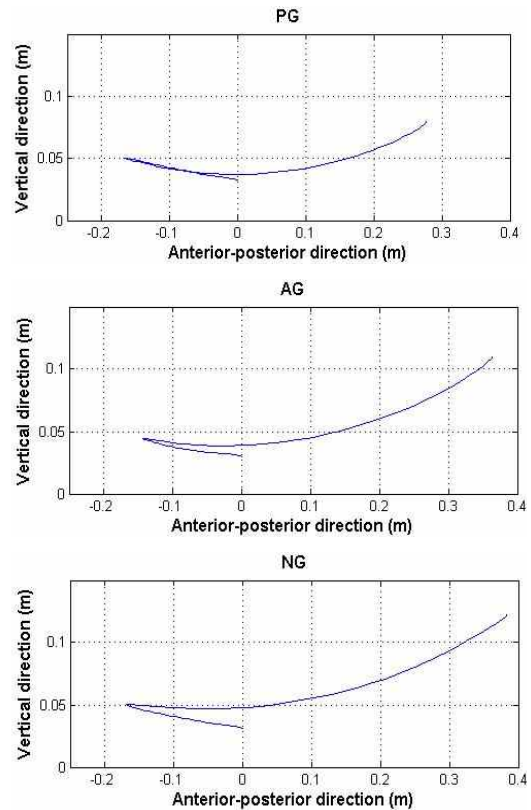 PG
Vertical direction (m)
0.1
0.05
0
-0.2 -0.1 0 0.1 0.2 0.3 0.4
Anterior-posterior direction (m)
AG
Vertical direction (m)
0.1
0.05
0
-0.2 -0.1 0 0.1 0.2 0.3 0.4
Anterior-posterior direction (m)
NG
Vertical direction (m)
0.1
0.05
0
-0.2 -0.1 0 0.1 0.2 0.3 0.4
Anterior-posterior direction (m)